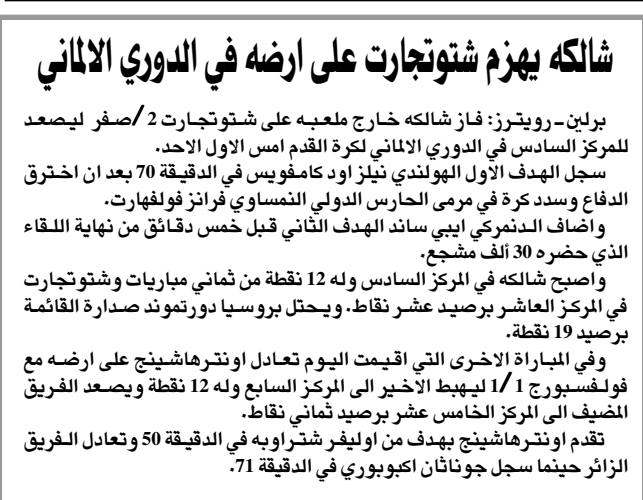 شالكه يهزم شتوتجارت على ارضه في الدوري الالماني
برلين ـ رويترز: فاز شالكه خارج ملعبه على شتوتجارت 2/صفر ليصعد
للمركز السادس في الدوري الالماني لكرة القدم امس الاول الاحد.
سجل الهدف الاول الهولندي نيلز اود كامفويس في الدقيقة 70 بعد ان اخترق
الدفاع وسدد كرة في مرمى الحارس الدولي النمساوي فرانز فولفهارت.
واضاف الدنمركي ايبي ساند الهدف الثاني قبل خمس دقائق من نهاية اللقاء
الذي حضره 30 ألف مشجع.
واصبح شالكه في المركز السادس وله 12 نقطة من ثماني مباريات وشتوتجارت
في المركز العاشر برصيد عشر نقاط. ويحتل بروسيا دورتموند صدارة القائمة
برصيد 19 نقطة.
وفي المباراة الاخرى التي اقيمت اليوم تعادل اونترهاشينج على ارضه مع
فولفسبورج 1/1 ليهبط الاخير الى المركز السابع وله 12 نقطة ويصعد الفريق
المضيف الى المركز الخامس عشر برصيد ثماني نقاط.
تقدم اونترهاشينج بهدف من اوليفر شتراوبه في الدقيقة 50 وتعادل الفريق
الزائر حينما سجل جوناثان اكبوبوري في الدقيقة 71.